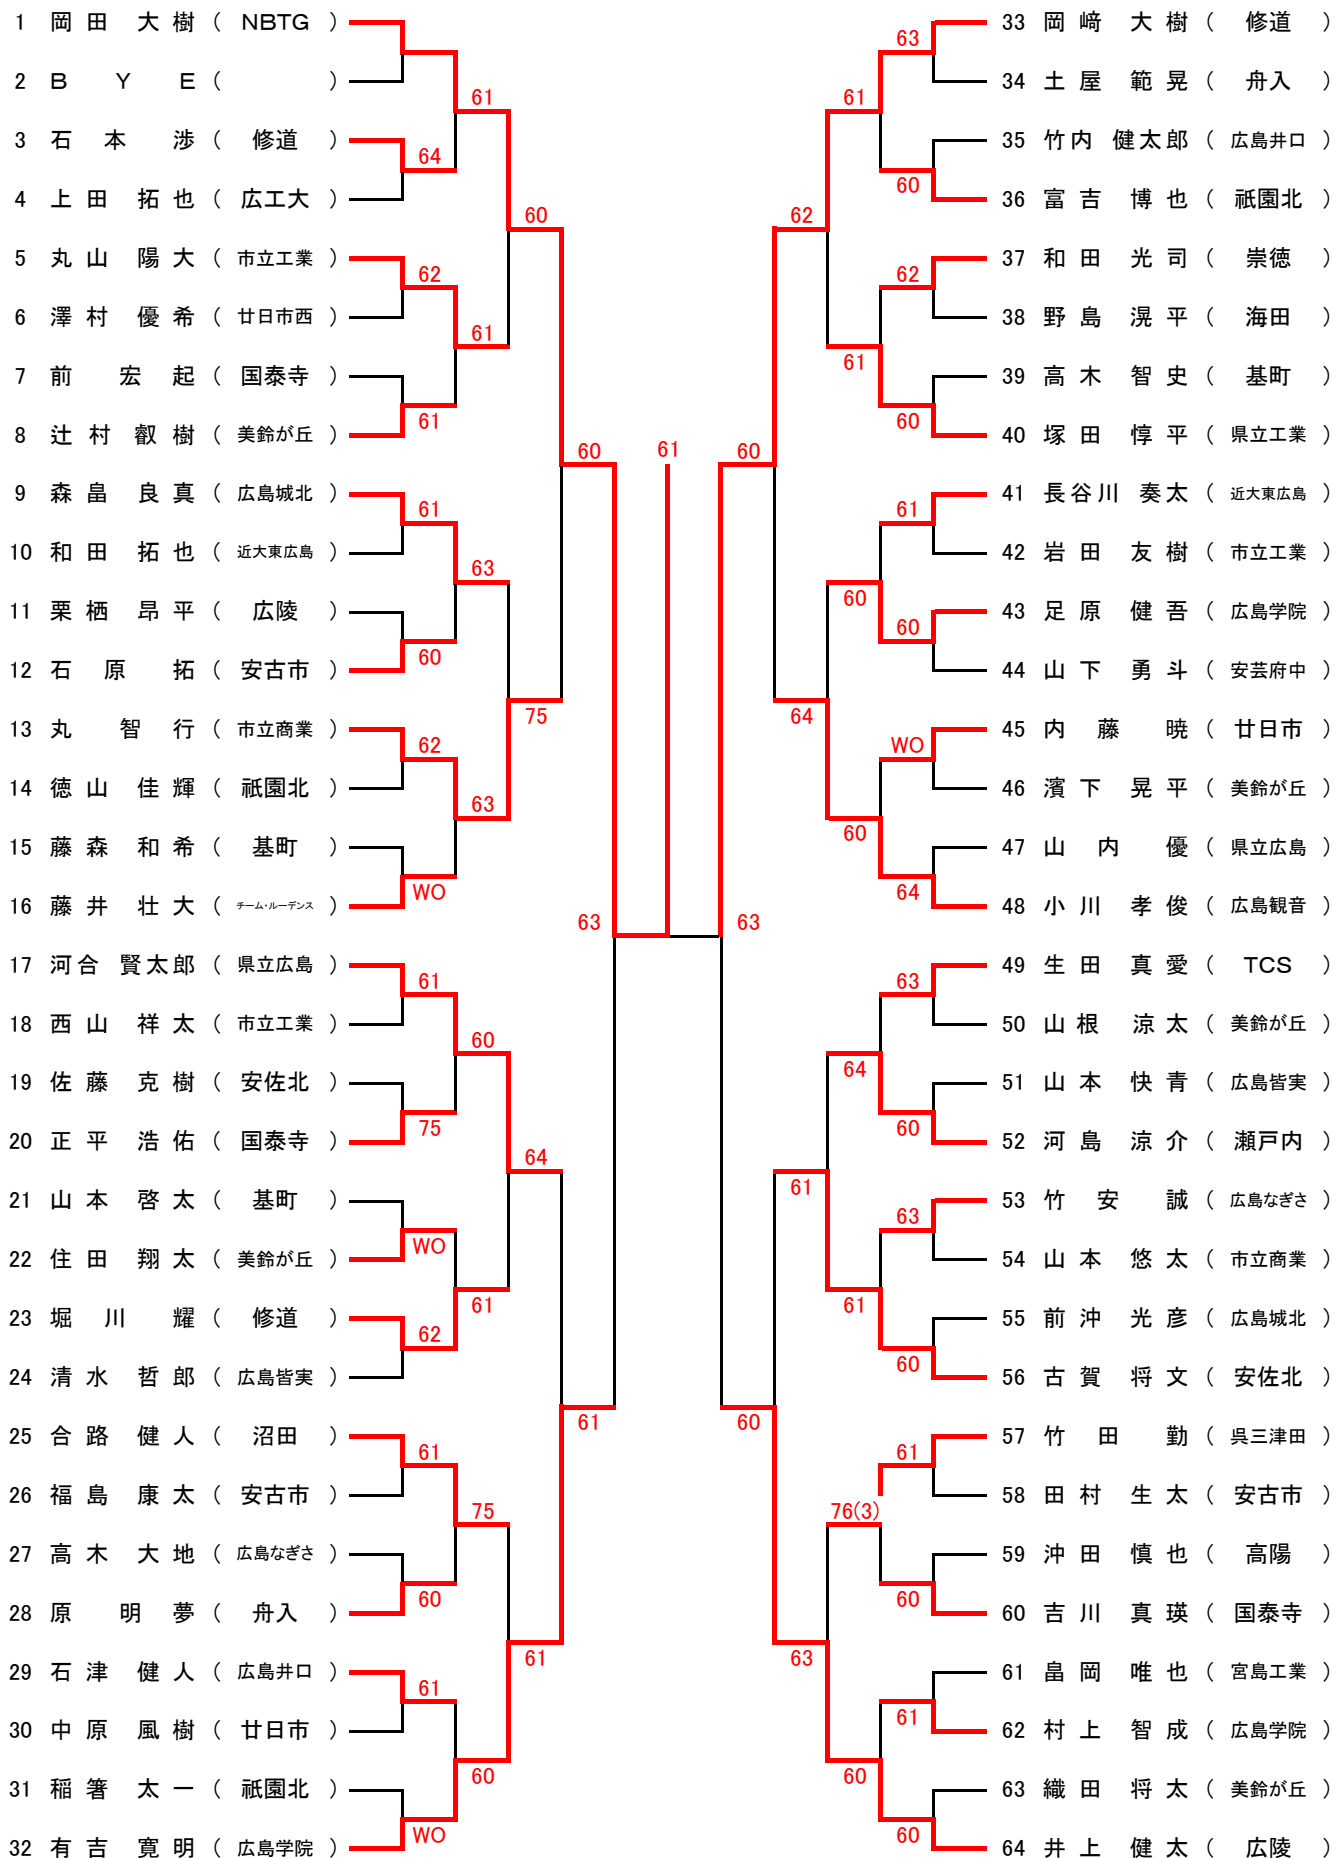 1 岡田 大樹 ( NBTG )
2 B Y E ( )
3 石本 渉 ( 修道 )
4 上田 拓也 ( 広工大 )
5 丸山 陽大 ( 市立工業 )
6 澤村 優希 ( 廿日市西 )
7 前 宏起 ( 国泰寺 )
8 辻村 叡樹 ( 美鈴が丘 )
9 森畠 良真 ( 広島城北 )
10 和田 拓也 ( 近大東広島 )
11 栗栖 昂平 ( 広陵 )
12 石原 拓 ( 安古市 )
13 丸 智行 ( 市立商業 )
14 徳山 佳輝 ( 祇園北 )
15 藤森 和希 ( 基町 )
16 藤井 壮大 ( チーム・ルーデンス )
17 河合 賢太郎 ( 県立広島 )
18 西山 祥太 ( 市立工業 )
19 佐藤 克樹 ( 安佐北 )
20 正平 浩佑 ( 国泰寺 )
21 山本 啓太 ( 基町 )
22 住田 翔太 ( 美鈴が丘 )
23 堀川 耀 ( 修道 )
24 清水 哲郎 ( 広島皆実 )
25 合路 健人 ( 沼田 )
26 福島 康太 ( 安古市 )
27 高木 大地 ( 広島なぎさ )
28 原 明夢 ( 舟入 )
29 石津 健人 ( 広島井口 )
30 中原 風樹 ( 廿日市 )
31 稲箸 太一 ( 祇園北 )
32 有吉 寛明 ( 広島学院 )
64
62
61
61
60
62
WO
61
75
WO
62
61
60
61
WO
61
61
63
63
60
61
75
60
60
75
64
61
60
61
63
61
63
60
60
62
64
61
60
61
61
60
60
64
61
76(3)
60
63
60
62
60
61
60
WO
64
63
60
63
60
61
60
61
60
33 岡﨑 大樹 ( 修道 )
34 土屋 範晃 ( 舟入 )
35 竹内 健太郎 ( 広島井口 )
36 富吉 博也 ( 祇園北 )
37 和田 光司 ( 崇徳 )
38 野島 滉平 ( 海田 )
39 高木 智史 ( 基町 )
40 塚田 惇平 ( 県立工業 )
41 長谷川 奏太 ( 近大東広島 )
42 岩田 友樹 ( 市立工業 )
43 足原 健吾 ( 広島学院 )
44 山下 勇斗 ( 安芸府中 )
45 内藤 暁 ( 廿日市 )
46 濱下 晃平 ( 美鈴が丘 )
47 山内 優 ( 県立広島 )
48 小川 孝俊 ( 広島観音 )
49 生田 真愛 ( TCS )
50 山根 涼太 ( 美鈴が丘 )
51 山本 快青 ( 広島皆実 )
52 河島 涼介 ( 瀬戸内 )
53 竹安 誠 ( 広島なぎさ )
54 山本 悠太 ( 市立商業 )
55 前沖 光彦 ( 広島城北 )
56 古賀 将文 ( 安佐北 )
57 竹田 勤 ( 呉三津田 )
58 田村 生太 ( 安古市 )
59 沖田 慎也 ( 高陽 )
60 吉川 真瑛 ( 国泰寺 )
61 畠岡 唯也 ( 宮島工業 )
62 村上 智成 ( 広島学院 )
63 織田 将太 ( 美鈴が丘 )
64 井上 健太 ( 広陵 )